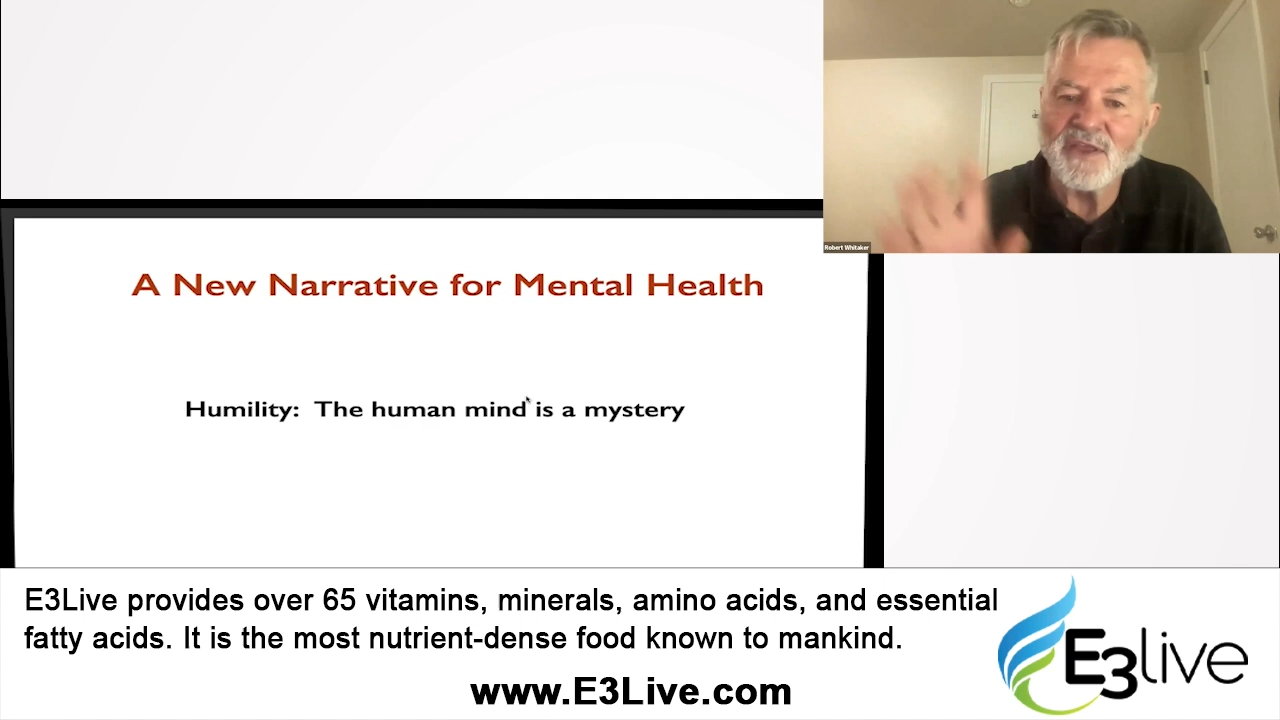 Robert Whitaker
A New Narrative for Mental Health
Humility: The human mind is a mystery
E3Live provides over 65 vitamins, minerals, amino acids, and essential
fatty acids. It is the most nutrient-dense food known to mankind.
www.E3Live.com
E3live